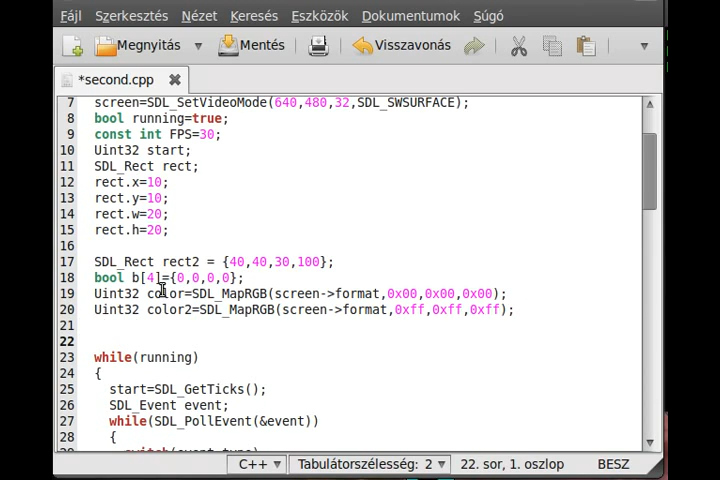 Fájl Szerkesztés Nézet Keresés Eszközök Dokumentumok Súgó
Megnyitás Mentés Visszavonás
*second.cpp
7 screen=SDL_SetVideoMode(640,480,32,SDL_SWSURFACE);
8 bool running=true;
9 const int FPS=30;
10 Uint32 start;
11 SDL_Rect rect;
12 rect.x=10;
13 rect.y=10;
14 rect.w=20;
15 rect.h=20;
16
17 SDL_Rect rect2 = {40,40,30,100};
18 bool b[4]={0,0,0,0};
19 Uint32 color=SDL_MapRGB(screen->format,0x00,0x00,0x00);
20 Uint32 color2=SDL_MapRGB(screen->format,0xff,0xff,0xff);
21
22
23 while(running)
24 {
25 start=SDL_GetTicks();
26 SDL_Event event;
27 while(SDL_PollEvent(&event))
28 {
29 switch(event.type)
C++ Tabulátorszélesség: 2 22. sor, 1. oszlop BESZ